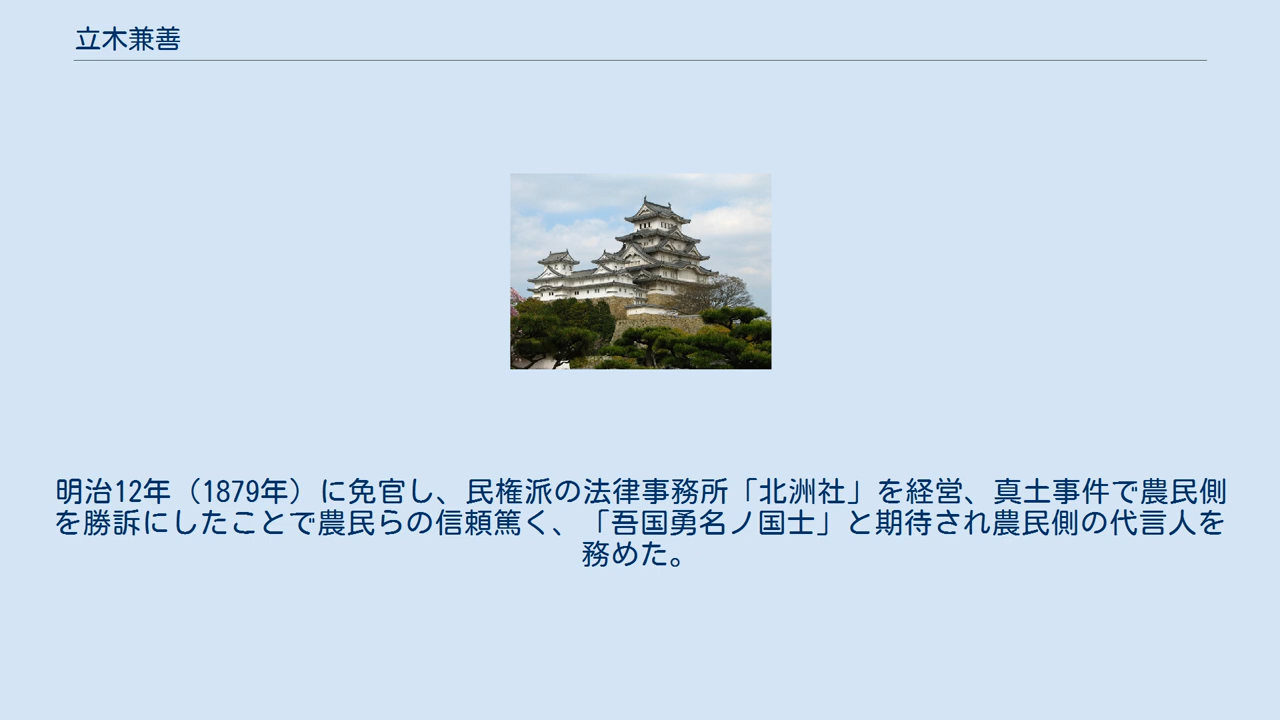 立木兼善
明治12年（1879年）に免官し、民権派の法律事務所「北洲社」を経営、真土事件で農民側
を勝訴にしたことで農民らの信頼篤く、「吾国勇名ノ国士」と期待され農民側の代言人を
務めた。